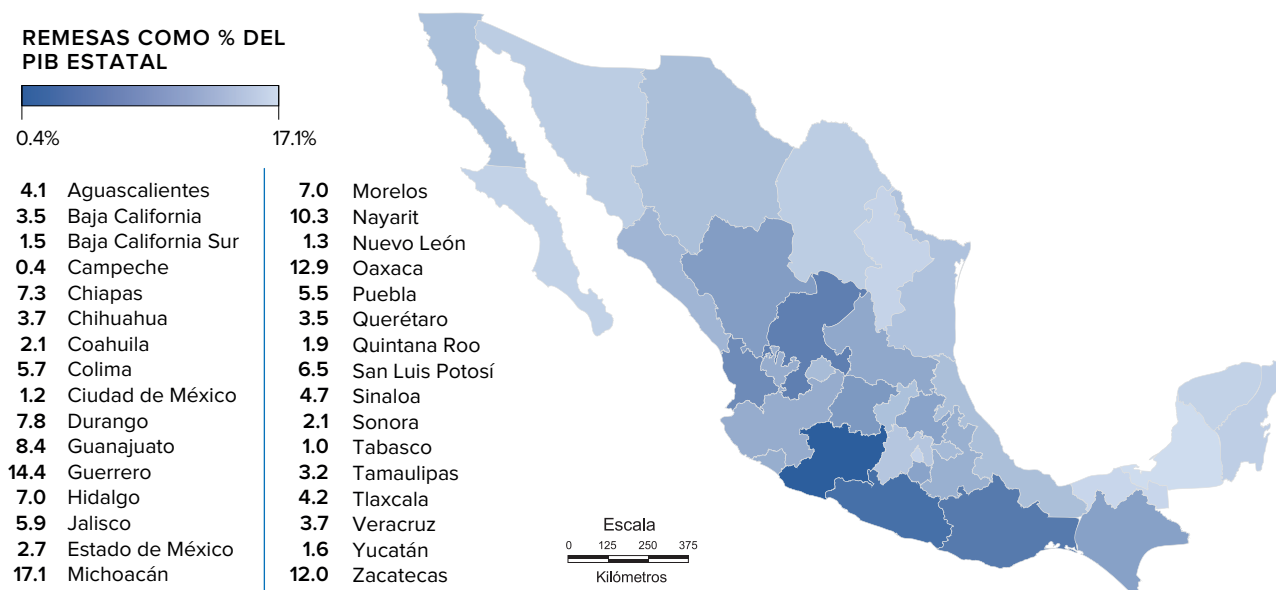 REMESAS COMO % DEL
PIB ESTATAL
0.4% 17.1%
4.1 Aguascalientes
3.5 Baja California
1.5 Baja California Sur
0.4 Campeche
7.3 Chiapas
3.7 Chihuahua
2.1 Coahuila
5.7 Colima
1.2 Ciudad de México
7.8 Durango
8.4 Guanajuato
14.4 Guerrero
7.0 Hidalgo
5.9 Jalisco
2.7 Estado de México
17.1 Michoacán
7.0 Morelos
10.3 Nayarit
1.3 Nuevo León
12.9 Oaxaca
5.5 Puebla
3.5 Querétaro
1.9 Quintana Roo
6.5 San Luis Potosí
4.7 Sinaloa
2.1 Sonora
1.0 Tabasco
3.2 Tamaulipas
4.2 Tlaxcala
3.7 Veracruz
1.6 Yucatán
12.0 Zacatecas
Escala
0 125 250 375
Kilómetros